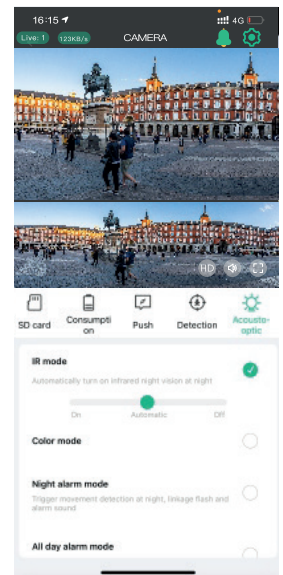 16:15
4G
Live: 1
123KB/s
CAMERA
HD
SD card
Consumpti
on
Push
Detection
Acousto-
optic
IR mode
Automatically turn on infrared night vision at night
On
Automatic
Off
Color mode
Night alarm mode
Trigger movement detection at night, linkage flash and
alarm sound
All day alarm mode